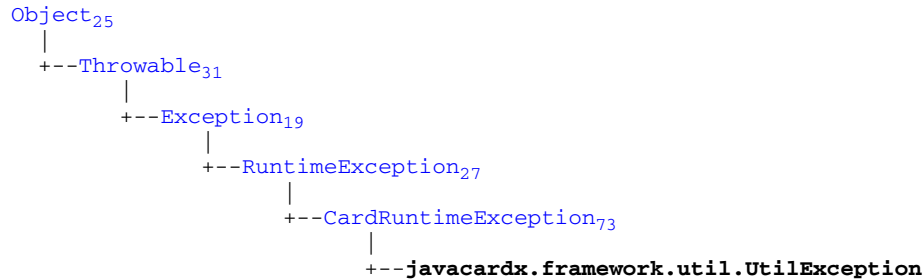 Object25
|
+--Throwable31
|
+--Exception19
|
+--RuntimeException27
|
+--CardRuntimeException73
|
+--javacardx.framework.util.UtilException